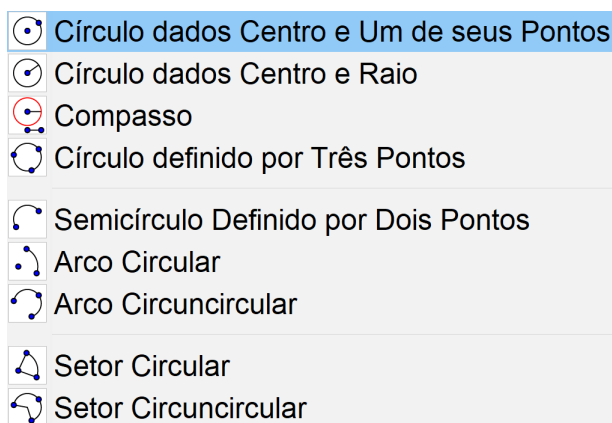 Círculo dados Centro e Um de seus Pontos
Círculo dados Centro e Raio
Compasso
Círculo definido por Três Pontos
Semicírculo Definido por Dois Pontos
Arco Circular
Arco Circuncircular
Setor Circular
Setor Circuncircular